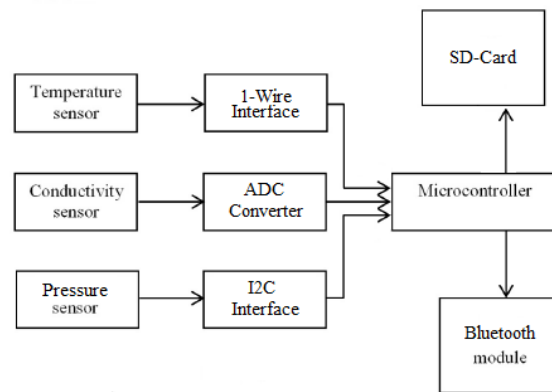 SD-Card
Temperature
sensor
1-Wire
Interface
Conductivity
sensor
ADC
Converter
Microcontroller
Pressure
sensor
I2C
Interface
Bluetooth
module